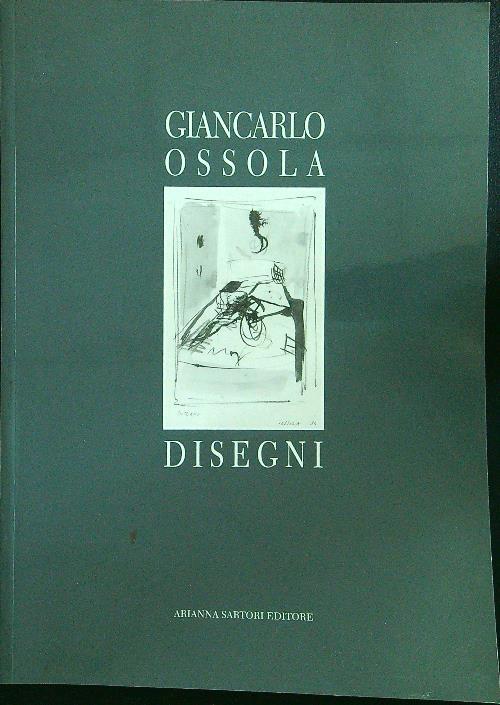 GIANCARLO
OSSOLA
DISEGNI
ARIANNA SARTORI EDITORE